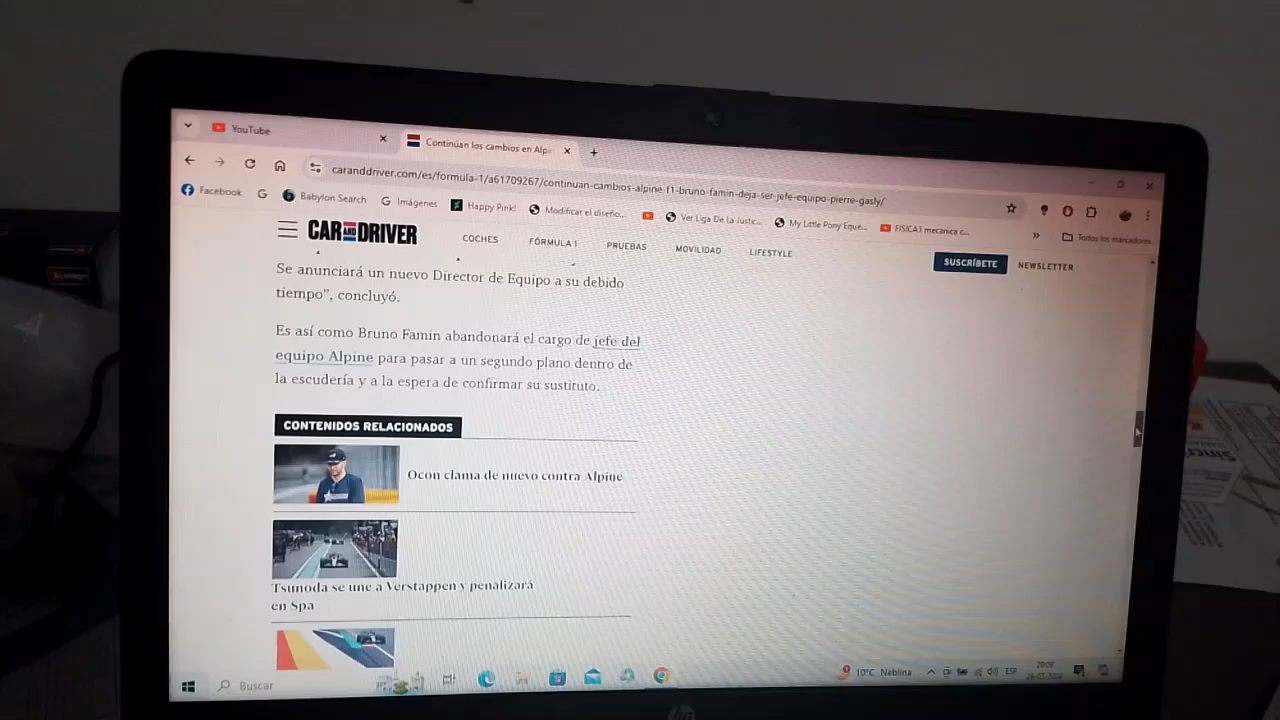 YouTube
Continúan los cambios en Alp
caranddriver.com/es/formula-1/a61709267/continuan-cambios-alpine-f1-bruno-famin-deja-ser-jefe-equipo-pierre-gasly/
Facebook
Babylon Search
Imágenes
Happy Pink!
Modificar el diseño...
Ver Liga De la Justic...
My Little Pony Eque...
FISICA1 mecanica c...
Todos los marcadores
CAR AND DRIVER
COCHES
FÓRMULA 1
PRUEBAS
MOVILIDAD
LIFESTYLE
SUSCRÍBETE
NEWSLETTER
Se anunciará un nuevo Director de Equipo a su debido
tiempo”, concluyó.
Es así como Bruno Famin abandonará el cargo de jefe del
equipo Alpine para pasar a un segundo plano dentro de
la escudería y a la espera de confirmar su sustituto.
CONTENIDOS RELACIONADOS
Ocon clama de nuevo contra Alpine
Tsunoda se une a Verstappen y penalizará
en Spa
Buscar
10°C Neblina
ESP
hp